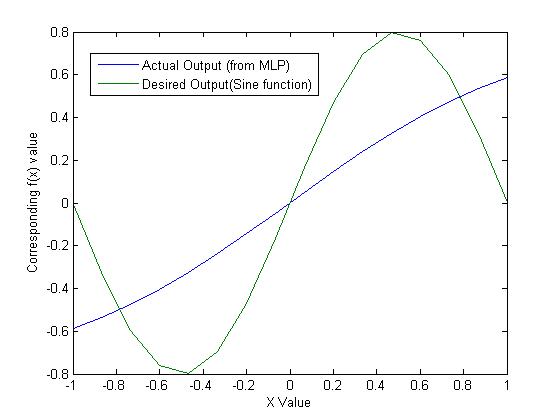 0.8
Actual Output (from MLP)
Desired Output(Sine function)
0.6
0.4
0.2
0
-0.2
-0.4
-0.6
-0.8
Corresponding f(x) value
-1 -0.8 -0.6 -0.4 -0.2 0 0.2 0.4 0.6 0.8 1
X Value